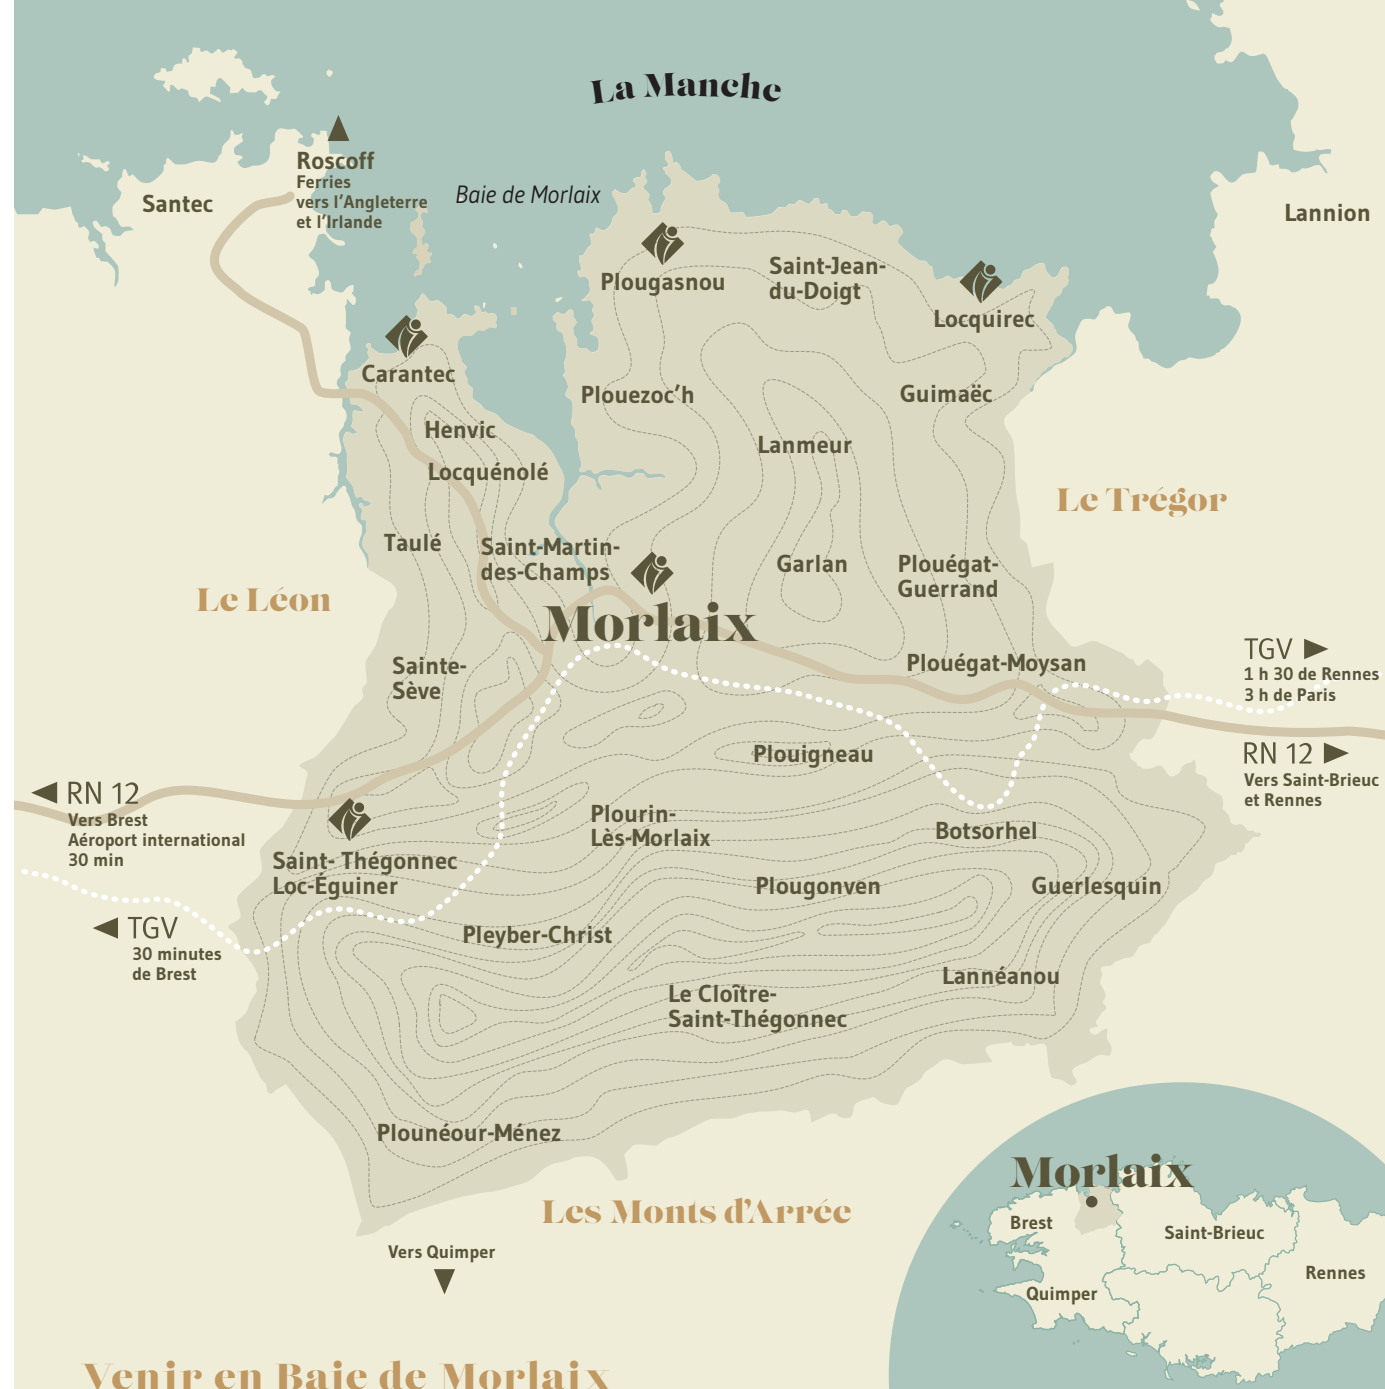 La Manche
Roscoff
Ferries
vers l’Angleterre
et l’Irlande
Santec
Baie de Morlaix
Lannion
Plougasnou
Saint-Jean-
du-Doigt
Locquirec
Carantec
Plouezoc’h
Guimaëc
Henvic
Lanmeur
Locquénolé
Le Trégor
Taulé
Saint-Martin-
des-Champs
Garlan
Plouégat-
Guerrand
Le Léon
Morlaix
Sainte-
Sève
Plouégat-Moysan
TGV
1 h 30 de Rennes
3 h de Paris
Plouigneau
RN 12
Vers Saint-Brieuc
et Rennes
RN 12
Vers Brest
Aéroport international
30 min
Plourin-
Lès-Morlaix
Botsorhel
Saint- Thégonnec
Loc-Éguiner
Plougonven
Guerlesquin
TGV
30 minutes
de Brest
Pleyber-Christ
Lannéanou
Le Cloître-
Saint-Thégonnec
Plounéour-Ménez
Les Monts d’Arrée
Vers Quimper
Morlaix
Brest
Saint-Brieuc
Rennes
Quimper
Venir en Baie de Morlaix